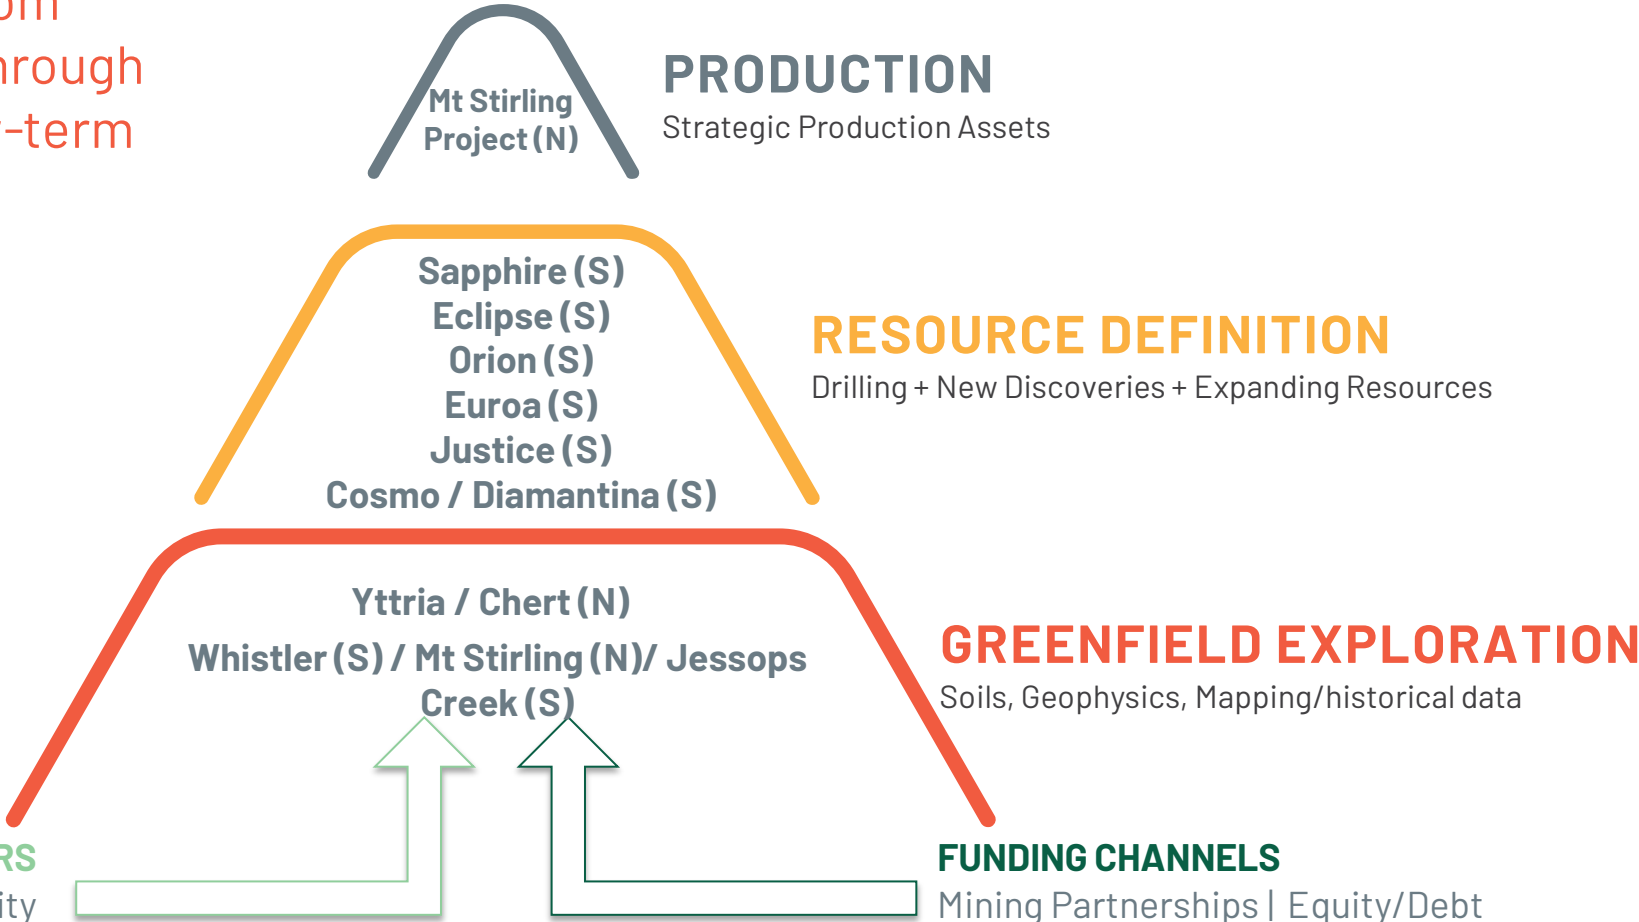 hrough
-term
PRODUCTION
Strategic Production Assets
Mt Stirling
Project (N)
Sapphire (S)
Eclipse (S)
Orion (S)
Euroa (S)
Justice (S)
Cosmo / Diamantina (S)
RESOURCE DEFINITION
Drilling + New Discoveries + Expanding Resources
Yttria / Chert (N)
Whistler (S) / Mt Stirling (N)/ Jessops
Creek (S)
GREENFIELD EXPLORATION
Soils, Geophysics, Mapping/historical data
RS
ity
FUNDING CHANNELS
Mining Partnerships | Equity/Debt